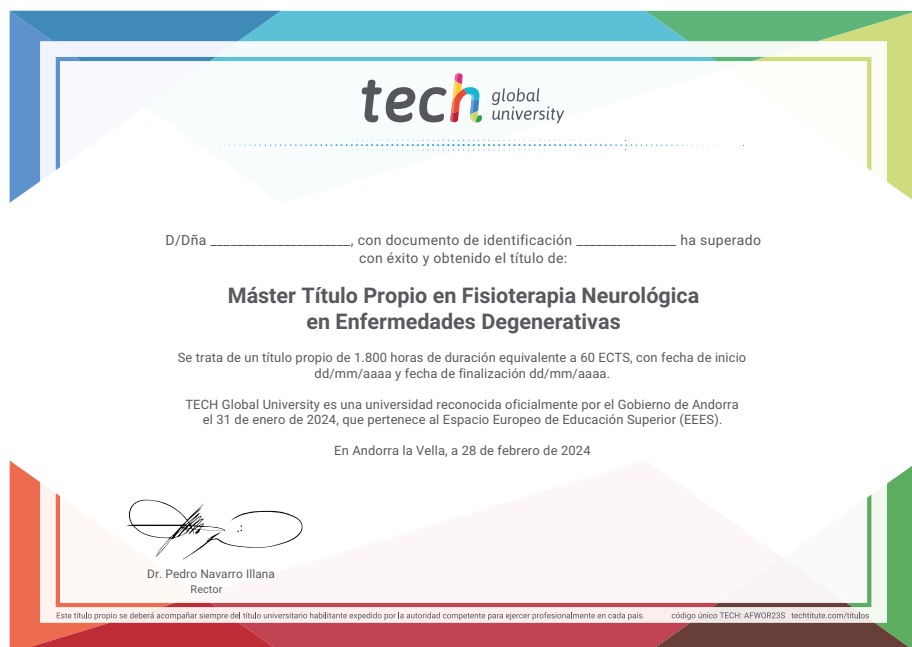 tech global
university
D/Dña _____________________, con documento de identificación _______________ ha superado
con éxito y obtenido el título de:
Máster Título Propio en Fisioterapia Neurológica
en Enfermedades Degenerativas
Se trata de un título propio de 1.800 horas de duración equivalente a 60 ECTS, con fecha de inicio
dd/mm/aaaa y fecha de finalización dd/mm/aaaa.
TECH Global University es una universidad reconocida oficialmente por el Gobierno de Andorra
el 31 de enero de 2024, que pertenece al Espacio Europeo de Educación Superior (EEES).
En Andorra la Vella, a 28 de febrero de 2024
Dr. Pedro Navarro Illana
Rector
Este título propio se deberá acompañar siempre del título universitario habilitante expedido por la autoridad competente para ejercer profesionalmente en cada país. código único TECH: AFWOR23S techtitute.com/titulos